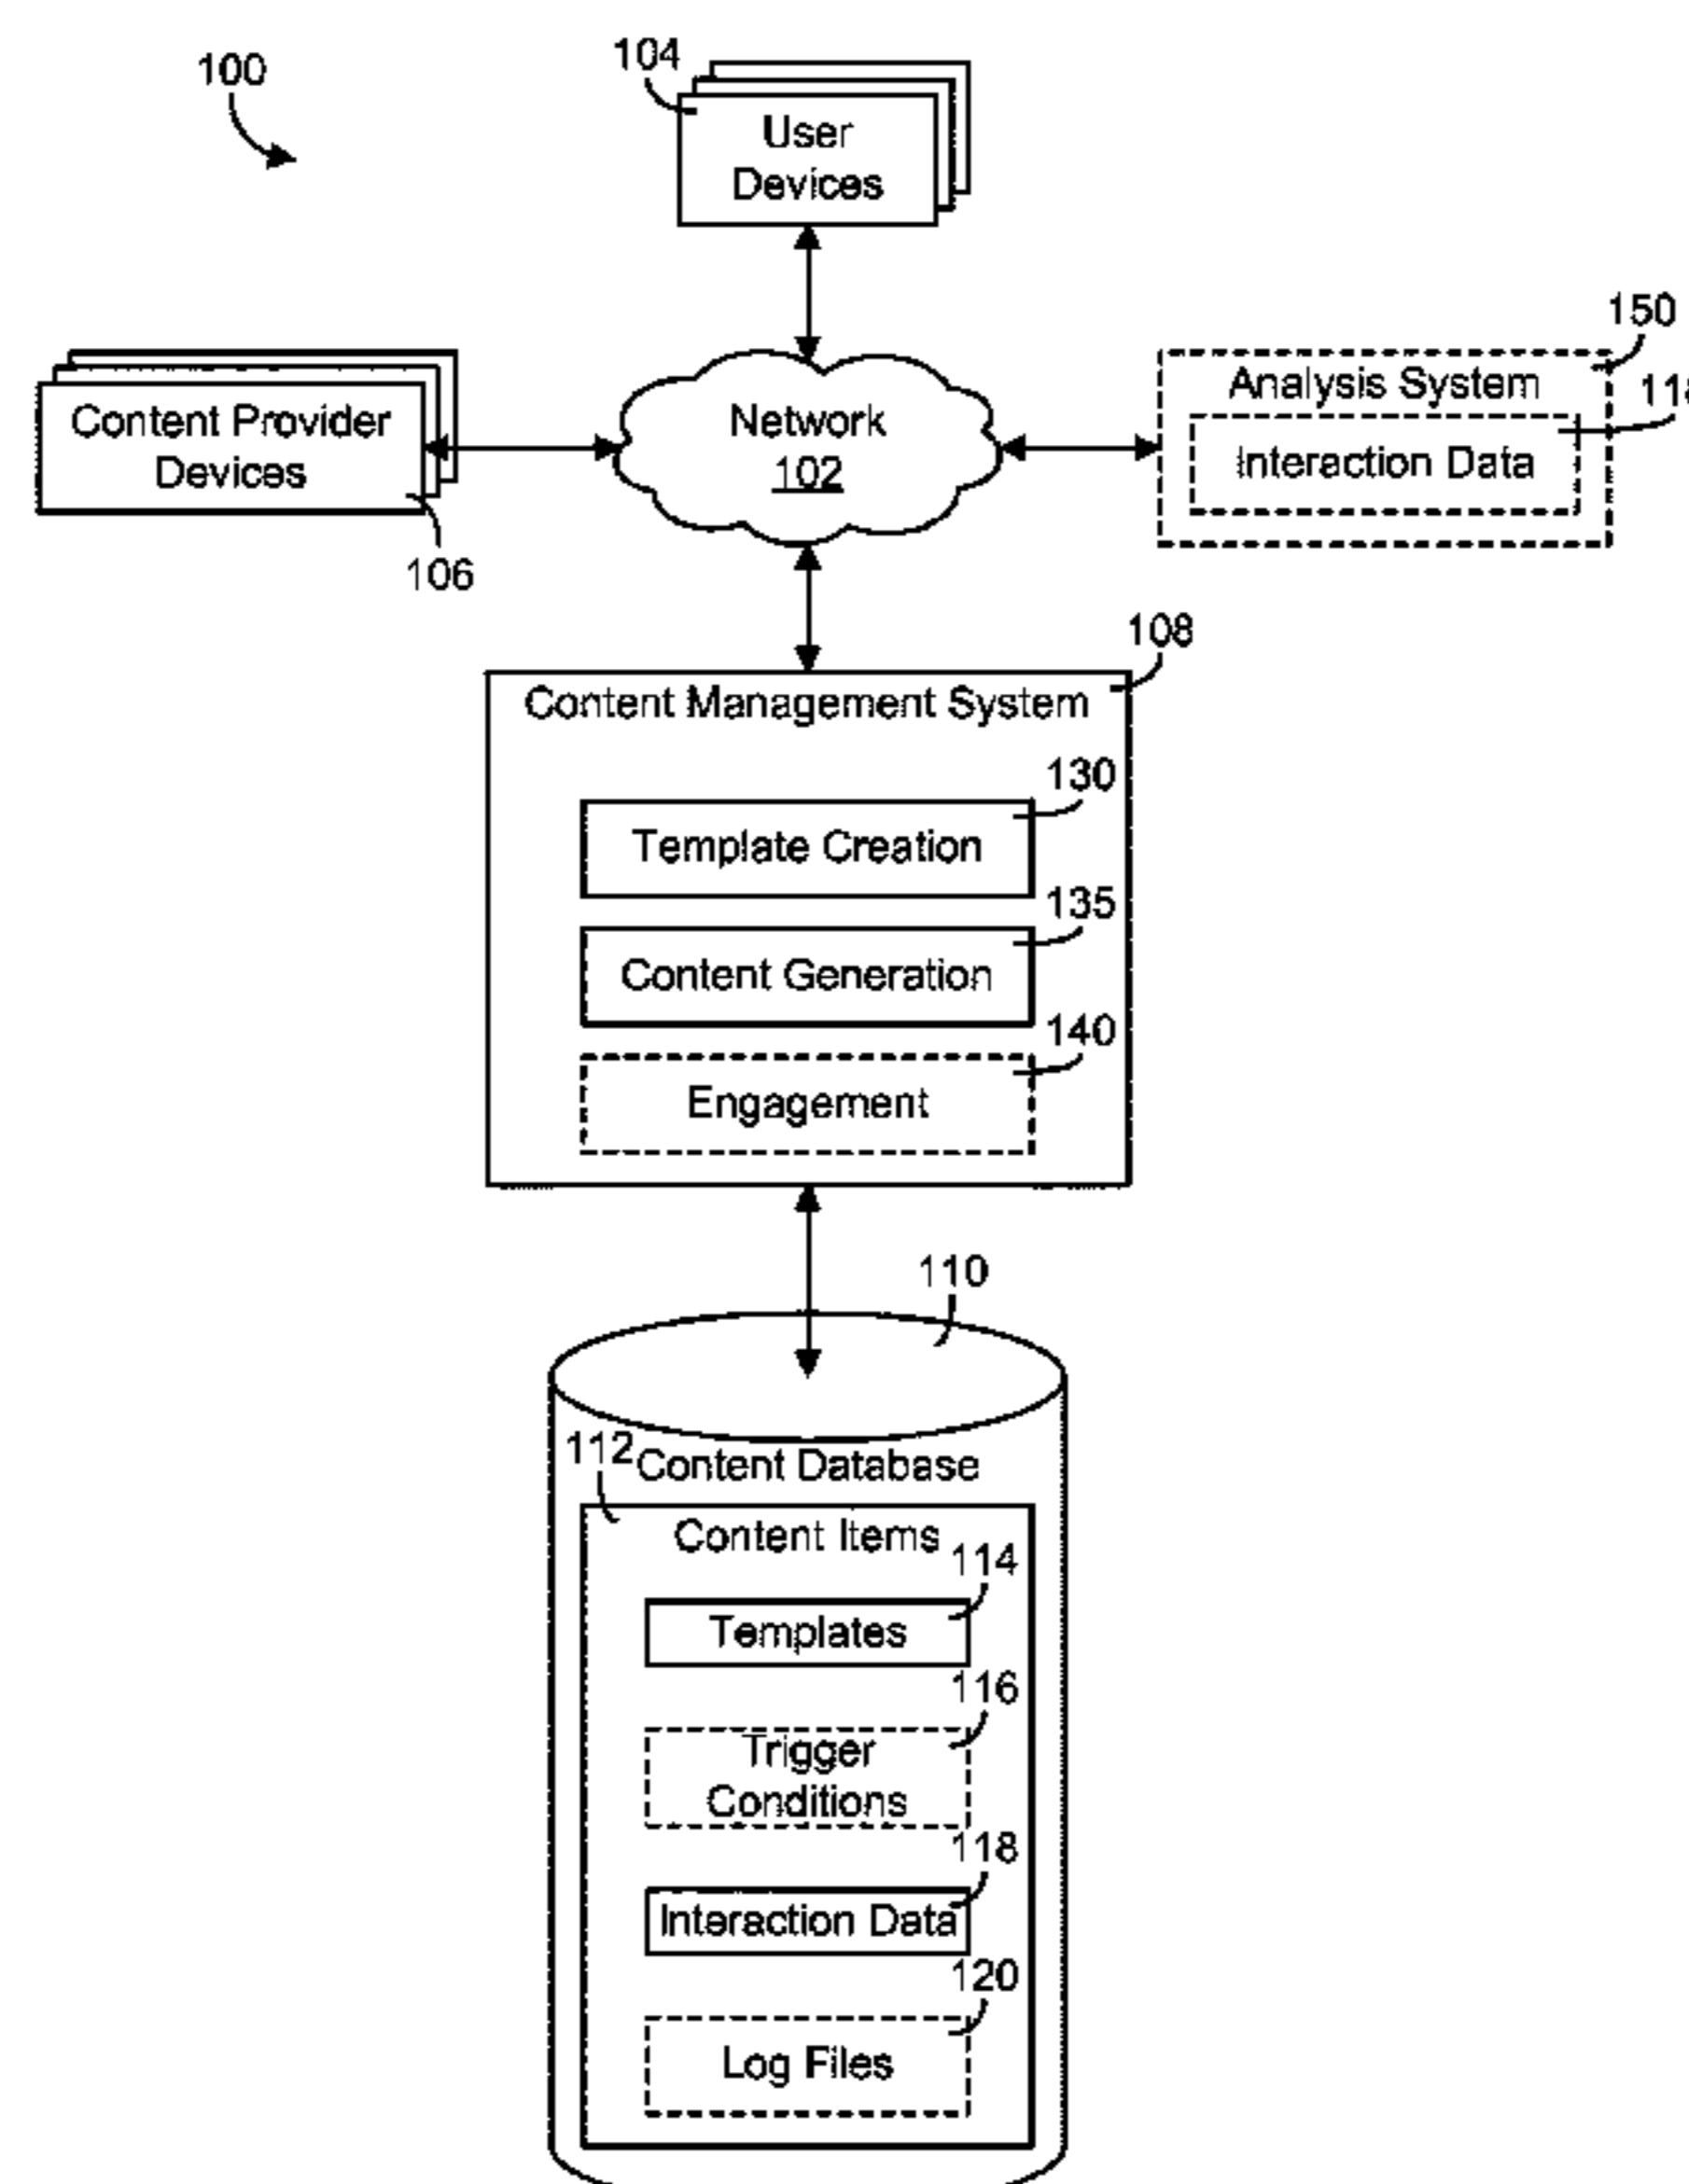 100
104
User
Devices
150
Analysis System
Interaction Data
Content Provider
Devices
106
Network
102
108
Content Management System
130
Template Creation
135
Content Generation
140
Engagement
110
112
Content Database
Content Items
114
Templates
116
Trigger
Conditions
118
Interaction Data
120
Log Files